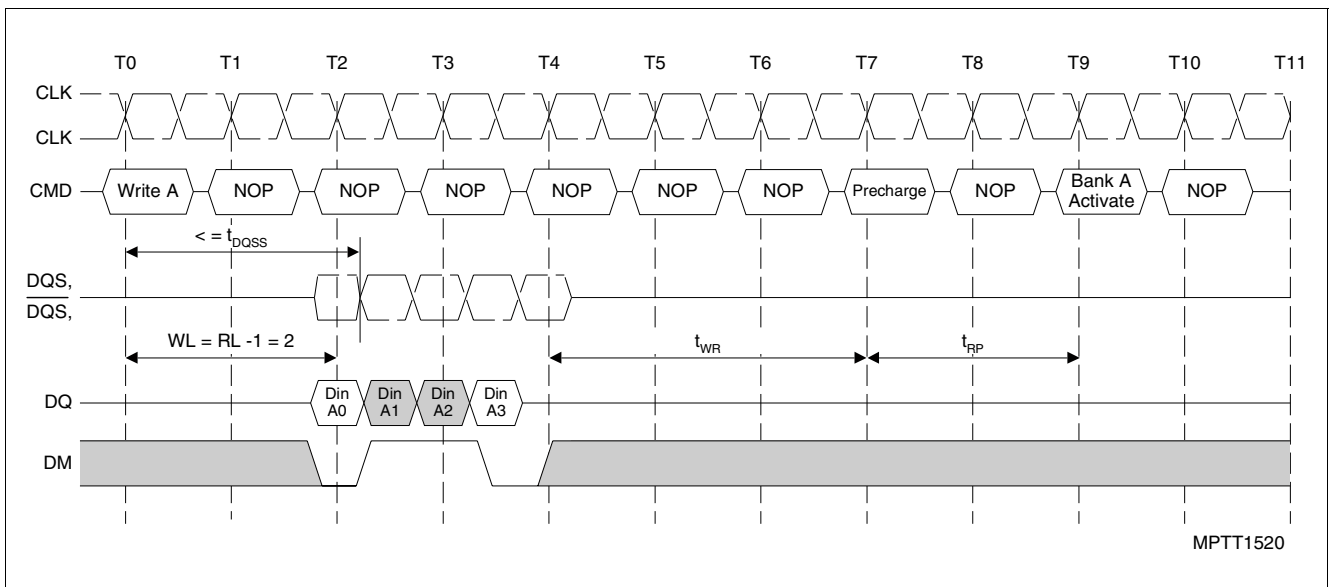 T0 T1 T2 T3 T4 T5 T6 T7 T8 T9 T10 T11
CLK
CLK
CMD Write A NOP NOP NOP NOP NOP NOP Precharge NOP Bank A Activate NOP
< = tDQSS
DQS,
DQS,
WL = RL -1 = 2 tWR tRP
DQ Din A0 Din A1 Din A2 Din A3
DM
MPTT1520